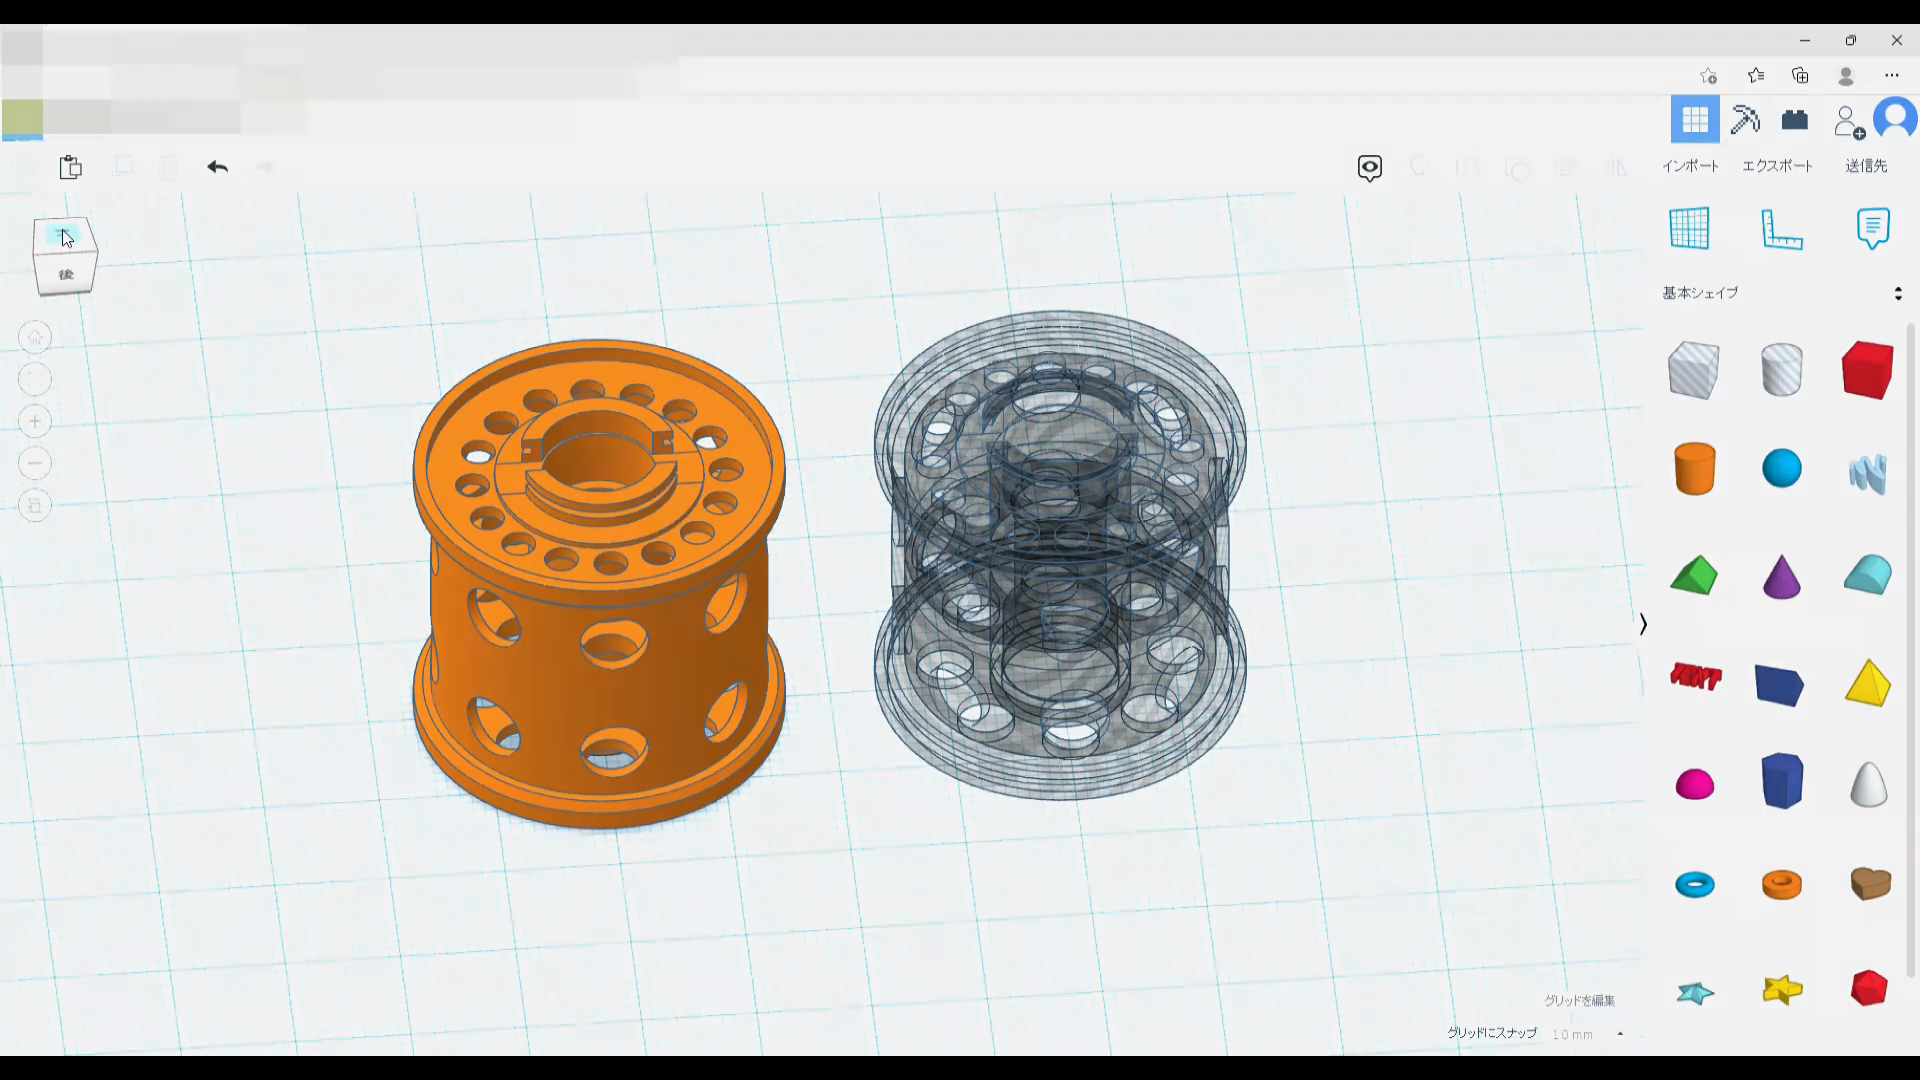 インポート エクスポート 送信先
後
基本シェイプ
TEXT
グリッドを編集
グリッドにスナップ 1.0 mm